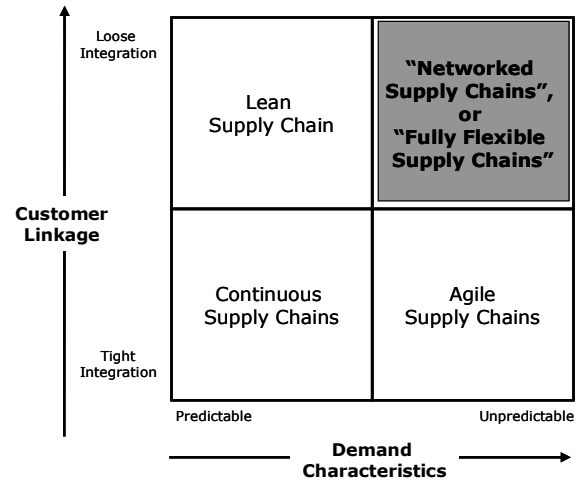 Loose
Integration
Lean
Supply Chain
“Networked
Supply Chains”,
or
“Fully Flexible
Supply Chains”
Customer
Linkage
Continuous
Supply Chains
Agile
Supply Chains
Tight
Integration
Predictable
Unpredictable
Demand
Characteristics